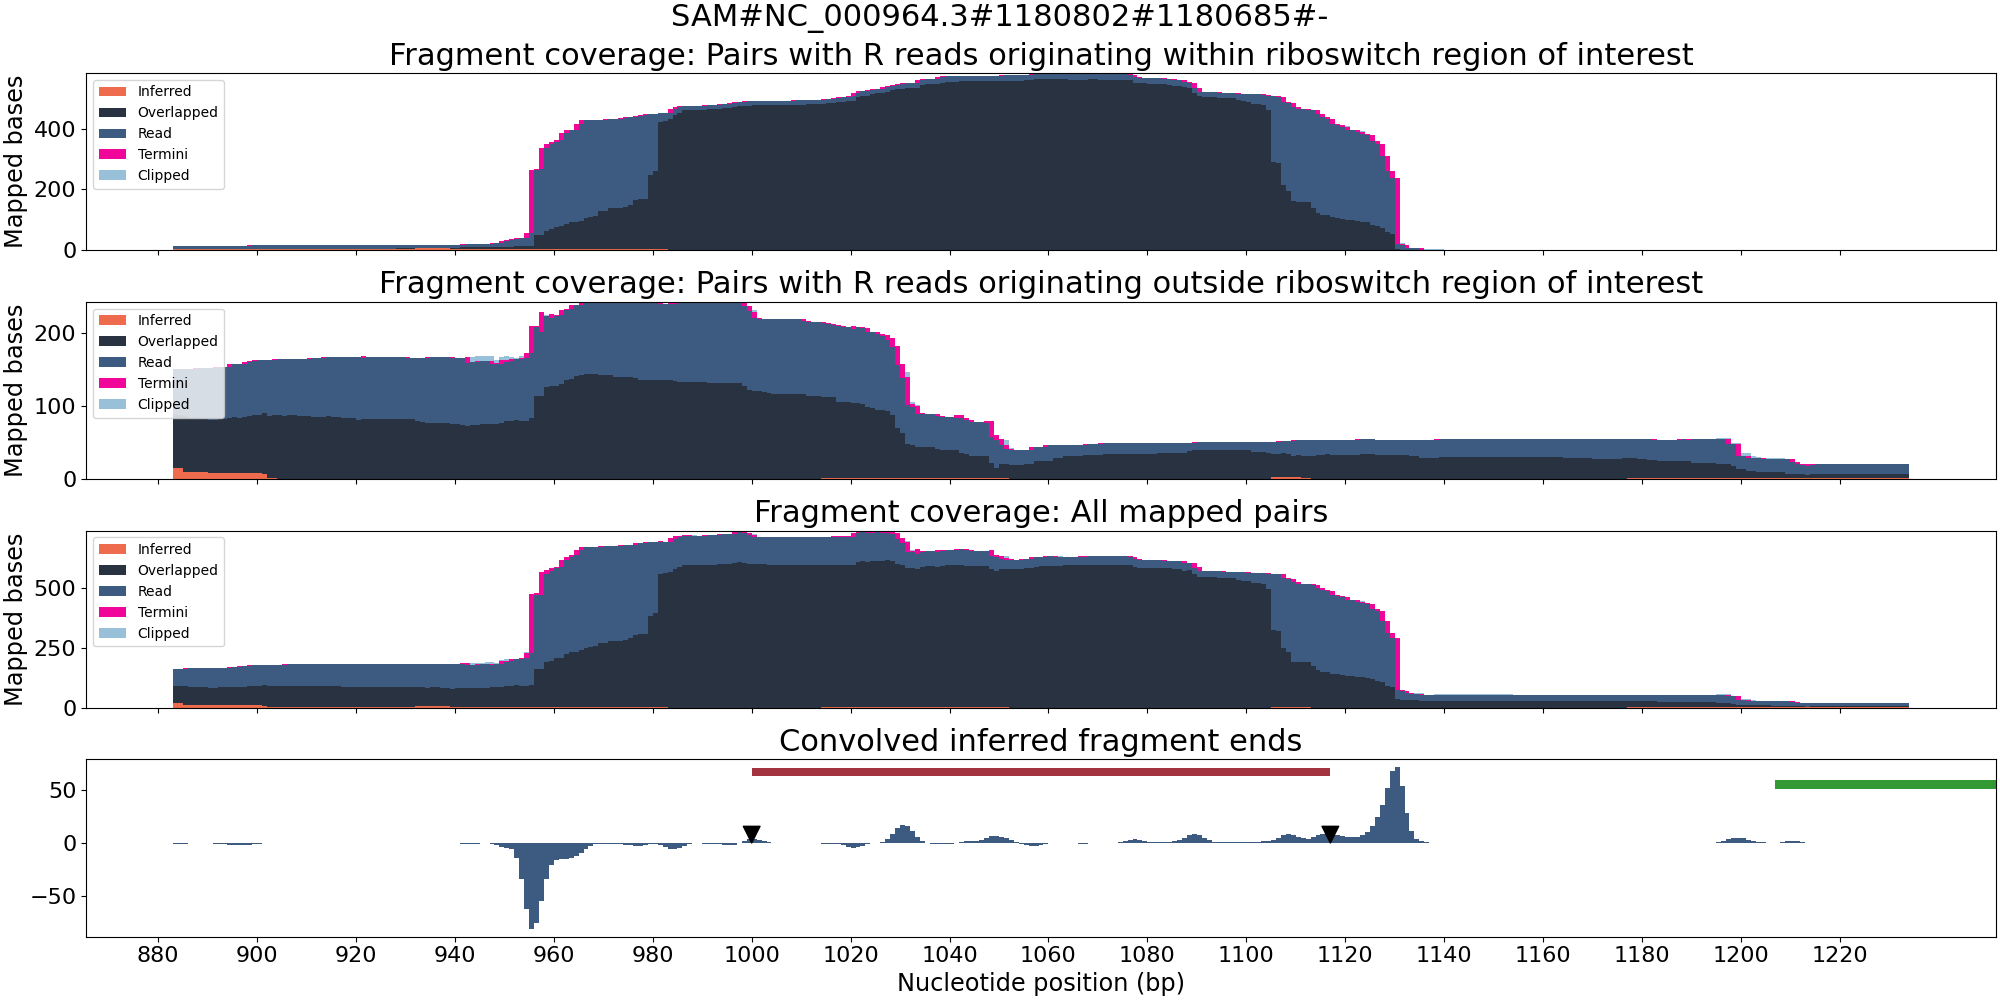 SAM#NC_000964.3#1180802#1180685#-
Fragment coverage: Pairs with R reads originating within riboswitch region of interest
Mapped bases
400
200
0
Inferred
Overlapped
Read
Termini
Clipped
Fragment coverage: Pairs with R reads originating outside riboswitch region of interest
Mapped bases
200
100
0
Inferred
Overlapped
Read
Termini
Clipped
Fragment coverage: All mapped pairs
Mapped bases
500
250
0
Inferred
Overlapped
Read
Termini
Clipped
Convolved inferred fragment ends
50
0
−50
880 900 920 940 960 980 1000 1020 1040 1060 1080 1100 1120 1140 1160 1180 1200 1220
Nucleotide position (bp)